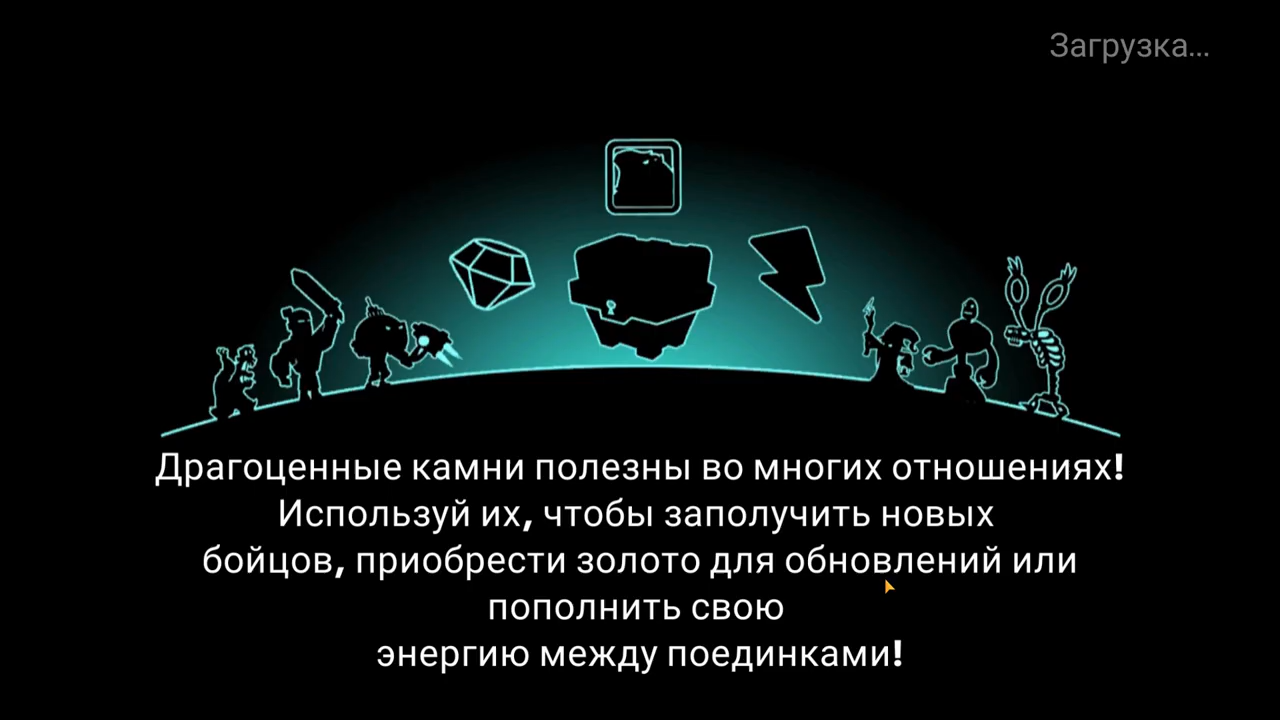 Загрузка...
Драгоценные камни полезны во многих отношениях!
Используй их, чтобы заполучить новых
бойцов, приобрести золото для обновлений или
пополнить свою
энергию между поединками!